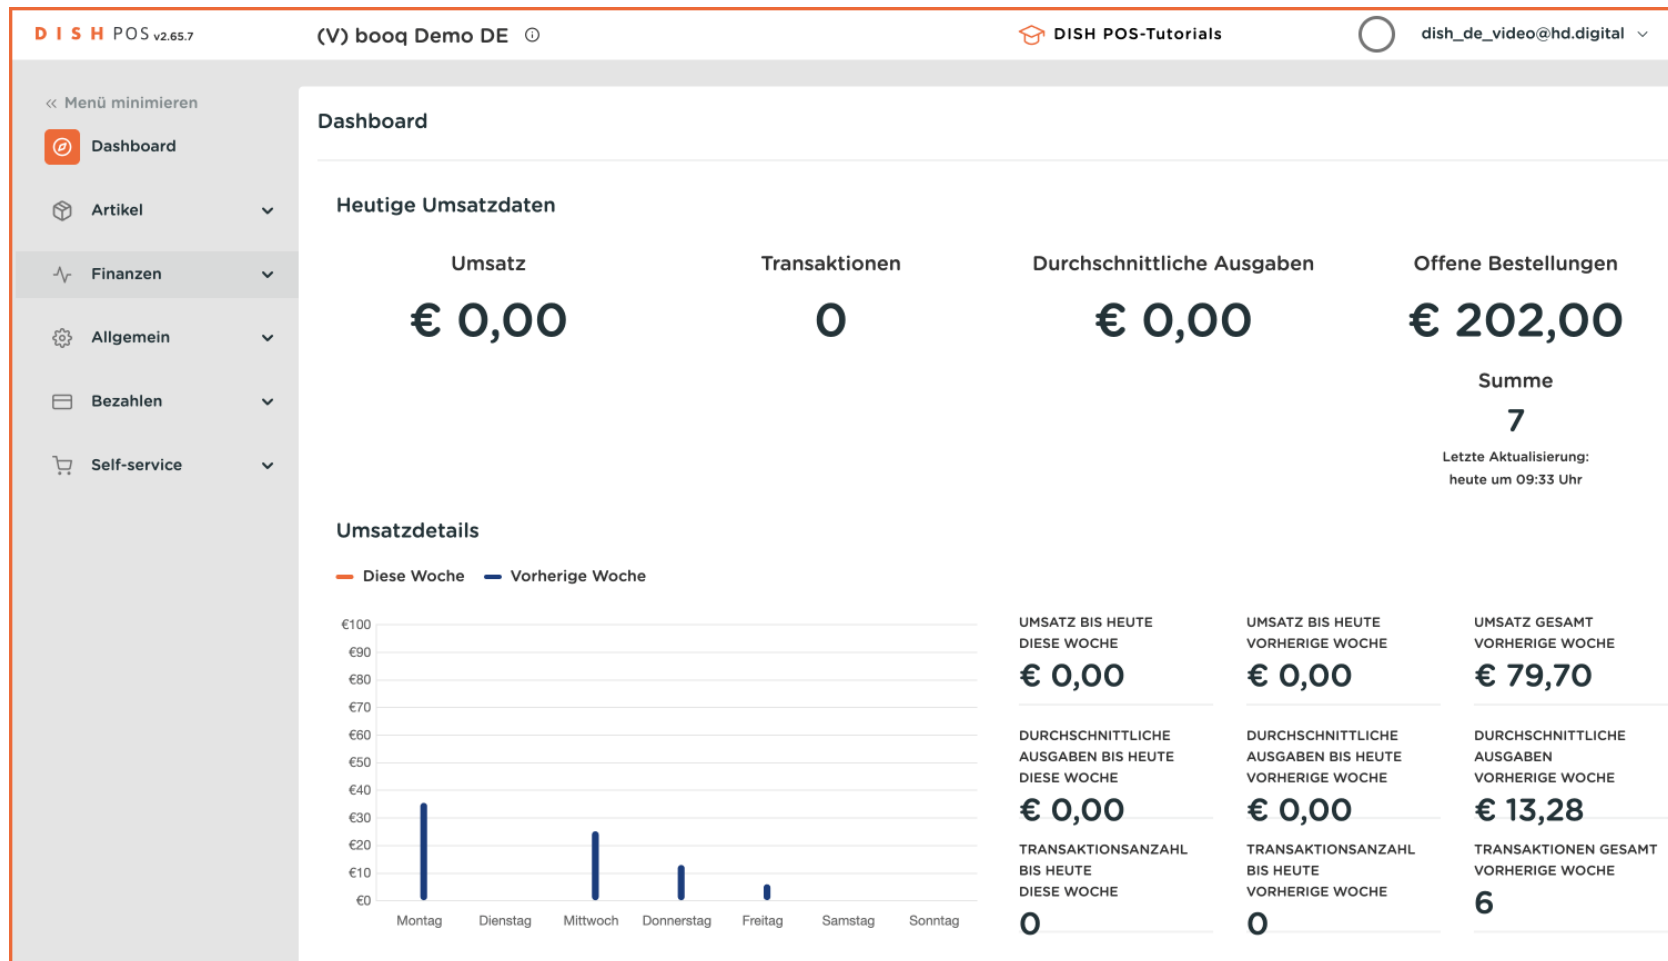 DISH POS v2.65.7
(V) booq Demo DE
DISH POS-Tutorials
dish_de_video@hd.digital
« Menü minimieren
Dashboard
Artikel
Finanzen
Allgemein
Bezahlen
Self-service
Dashboard
Heutige Umsatzdaten
Umsatz
€ 0,00
Transaktionen
0
Durchschnittliche Ausgaben
€ 0,00
Offene Bestellungen
€ 202,00
Summe
7
Letzte Aktualisierung:
heute um 09:33 Uhr
Umsatzdetails
Diese Woche
Vorherige Woche
€100
€90
€80
€70
€60
€50
€40
€30
€20
€10
€0
Montag
Dienstag
Mittwoch
Donnerstag
Freitag
Samstag
Sonntag
UMSATZ BIS HEUTE
DIESE WOCHE
€ 0,00
UMSATZ BIS HEUTE
VORHERIGE WOCHE
€ 0,00
UMSATZ GESAMT
VORHERIGE WOCHE
€ 79,70
DURCHSCHNITTLICHE
AUSGABEN BIS HEUTE
DIESE WOCHE
€ 0,00
DURCHSCHNITTLICHE
AUSGABEN BIS HEUTE
VORHERIGE WOCHE
€ 0,00
DURCHSCHNITTLICHE
AUSGABEN
VORHERIGE WOCHE
€ 13,28
TRANSAKTIONSANZAHL
BIS HEUTE
DIESE WOCHE
0
TRANSAKTIONSANZAHL
BIS HEUTE
VORHERIGE WOCHE
0
TRANSAKTIONEN GESAMT
VORHERIGE WOCHE
6